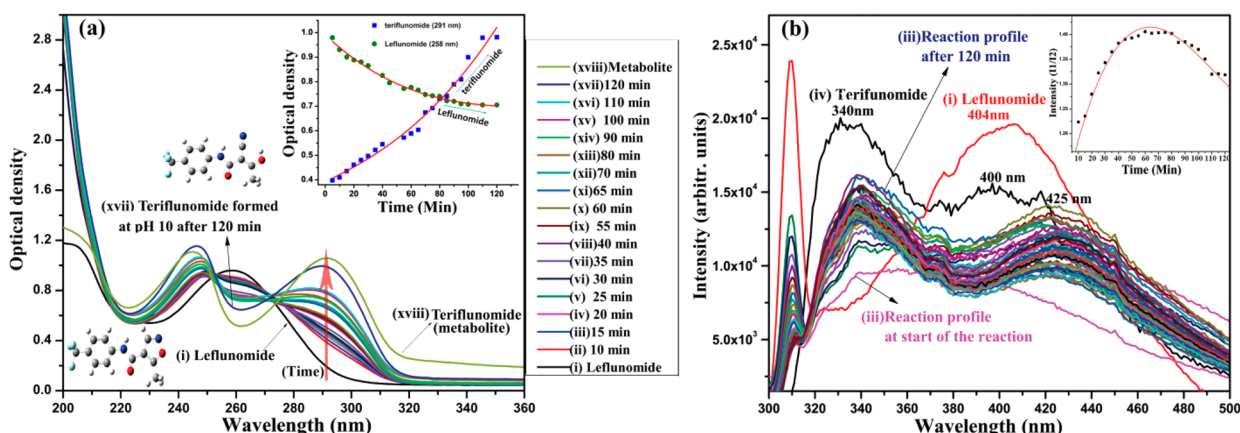 (a)
teriflunomide (291 nm)
Leflunomide (258 nm)
Optical density
1.0
0.9
0.8
0.7
0.6
0.5
0.4
teriflunomide
Leflunomide
0 20 40 60 80 100 120
Time (Min)
Optical density
2.8
2.4
2.0
1.6
1.2
0.8
0.4
0.0
(xvii) Teriflunomide formed
at pH 10 after 120 min
(i) Leflunomide
(Time)
(xviii)
Teriflunomide
(metabolite)
200 220 240 260 280 300 320 340 360
Wavelength (nm)
(xviii)Metabolite
(xvii)120 min
(xvi) 110 min
(xv) 100 min
(xiv) 90 min
(xiii)80 min
(xii)70 min
(xi)65 min
(x) 60 min
(ix) 55 min
(viii)40 min
(vii)35 min
(vi) 30 min
(v) 25 min
(iv) 20 min
(iii)15 min
(ii) 10 min
(i) Leflunomide
(b)
Intensity (arbitr. units)
2.5x10⁴
2.0x10⁴
1.5x10⁴
1.0x10⁴
5.0x10³
(iii)Reaction profile
after 120 min
(iv) Terifunomide
340nm
(i) Leflunomide
404nm
400 nm
425 nm
(iii)Reaction profile
at start of the reaction
300 320 340 360 380 400 420 440 460 480 500
Wavelength (nm)
Intensity (I1/I2)
1.40
1.35
1.30
1.25
1.20
10 20 30 40 50 60 70 80 90 100 110 120
Time (Min)